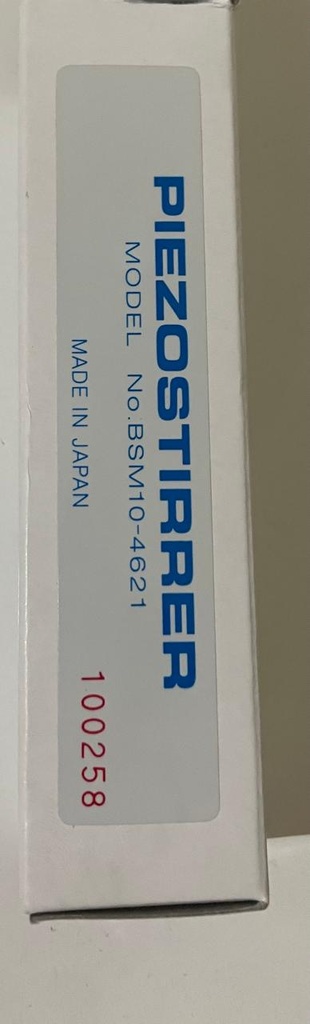 PIEZOSTIRRER
MODEL No.BSM10-4621
MADE IN JAPAN
100258